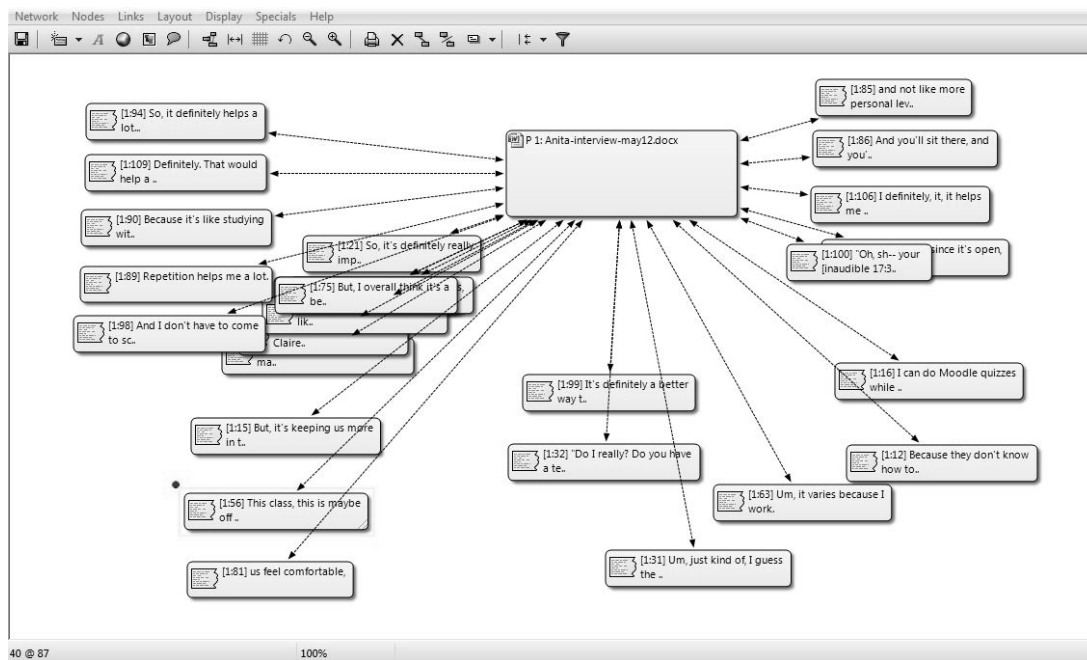 Network Nodes Links Layout Display Specials Help
P 1: Anita-interview-may12.docx
[1:94] So, it definitely helps a
lot...
[1:109] Definitely. That would
help a ..
[1:90] Because it's like studying
wit..
[1:89] Repetition helps me a lot.
[1:98] And I don't have to come
to sc..
[1:21] So, it's definitely really
imp..
[1:75] But, I overall think it's a
be..
s,
lik..
Claire..
ma..
[1:15] But, it's keeping us more
in t..
[1:56] This class, this is maybe
off ..
[1:81] us feel comfortable,
[1:99] It's definitely a better
way t..
[1:32] "Do I really? Do you have
a te..
[1:31] Um, just kind of, I guess
the ..
[1:63] Um, it varies because I
work.
[1:12] Because they don't know
how to..
[1:16] I can do Moodle quizzes
while ..
[1:85] and not like more
personal lev..
[1:86] And you'll sit there, and
you'..
[1:106] I definitely, it, it helps
me ..
since it's open,
[1:100] "Oh, sh-- your
[inaudible 17:3..
40 @ 87
100%